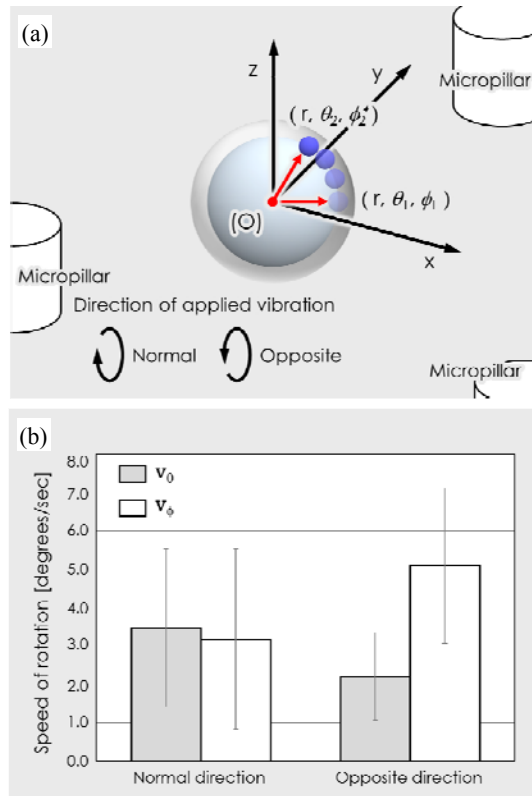 (a)
z
y
Micropillar
(r, θ₂, ϕ₂)
(r, θ₁, ϕ₁)
[O]
x
Micropillar
Direction of applied vibration
Normal
Opposite
Micropillar
(b)
Speed of rotation [degrees/sec]
8.0
7.0
6.0
5.0
4.0
3.0
2.0
1.0
0.0
v₀
vϕ
Normal direction
Opposite direction